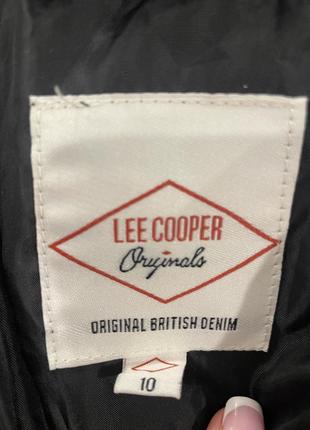 LEE COOPER
Originals
ORIGINAL BRITISH DENIM
10